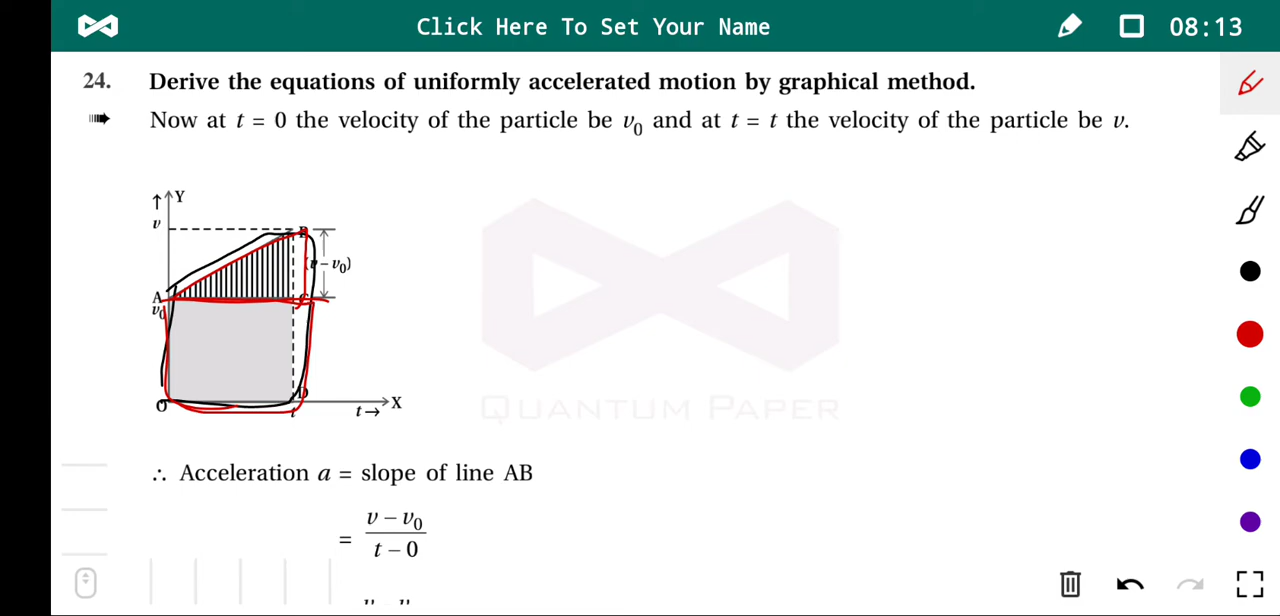 Click Here To Set Your Name
08:13
24. Derive the equations of uniformly accelerated motion by graphical method.
Now at t = 0 the velocity of the particle be v₀ and at t = t the velocity of the particle be v.
↑ Y
v
B
(v – v₀)
A
C
v₀
D
O
X
t
t→
QUANTUM PAPER
∴ Acceleration a = slope of line AB
= v – v₀ / t – 0